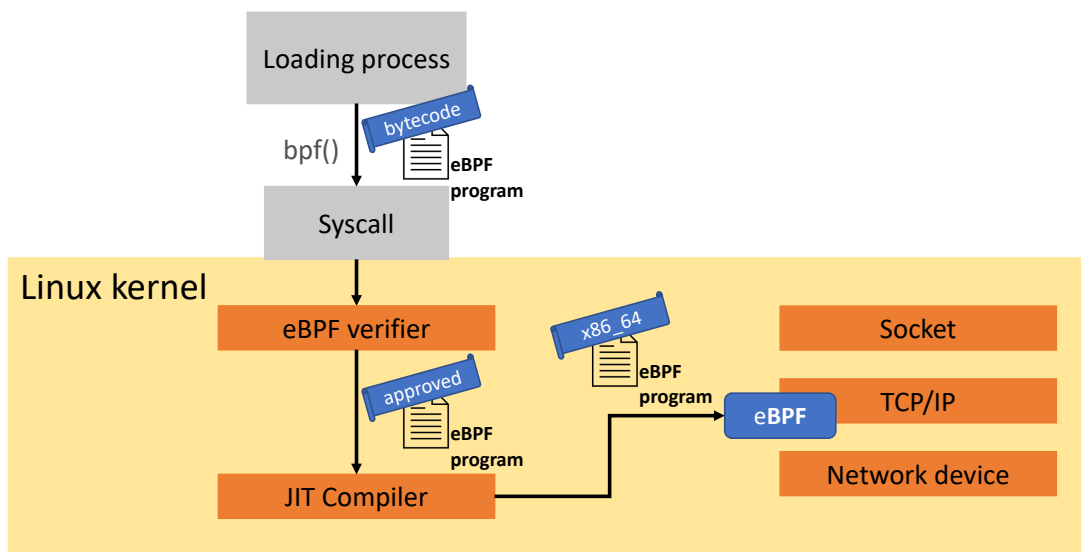 Loading process
bytecode
bpf()
eBPF
program
Syscall
Linux kernel
eBPF verifier
x86_64
eBPF
program
Socket
approved
eBPF
program
TCP/IP
eBPF
JIT Compiler
Network device